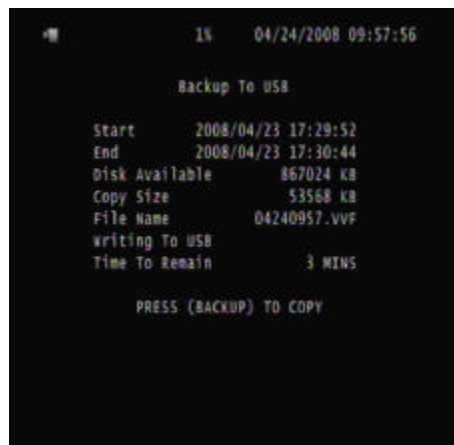 1% 04/24/2008 09:57:56
Backup To USB
Start 2008/04/23 17:29:52
End 2008/04/23 17:30:44
Disk Available 867024 KB
Copy Size 53568 KB
File Name 04240957.VVF
Writing To USB
Time To Remain 3 MINS
PRESS (BACKUP) TO COPY